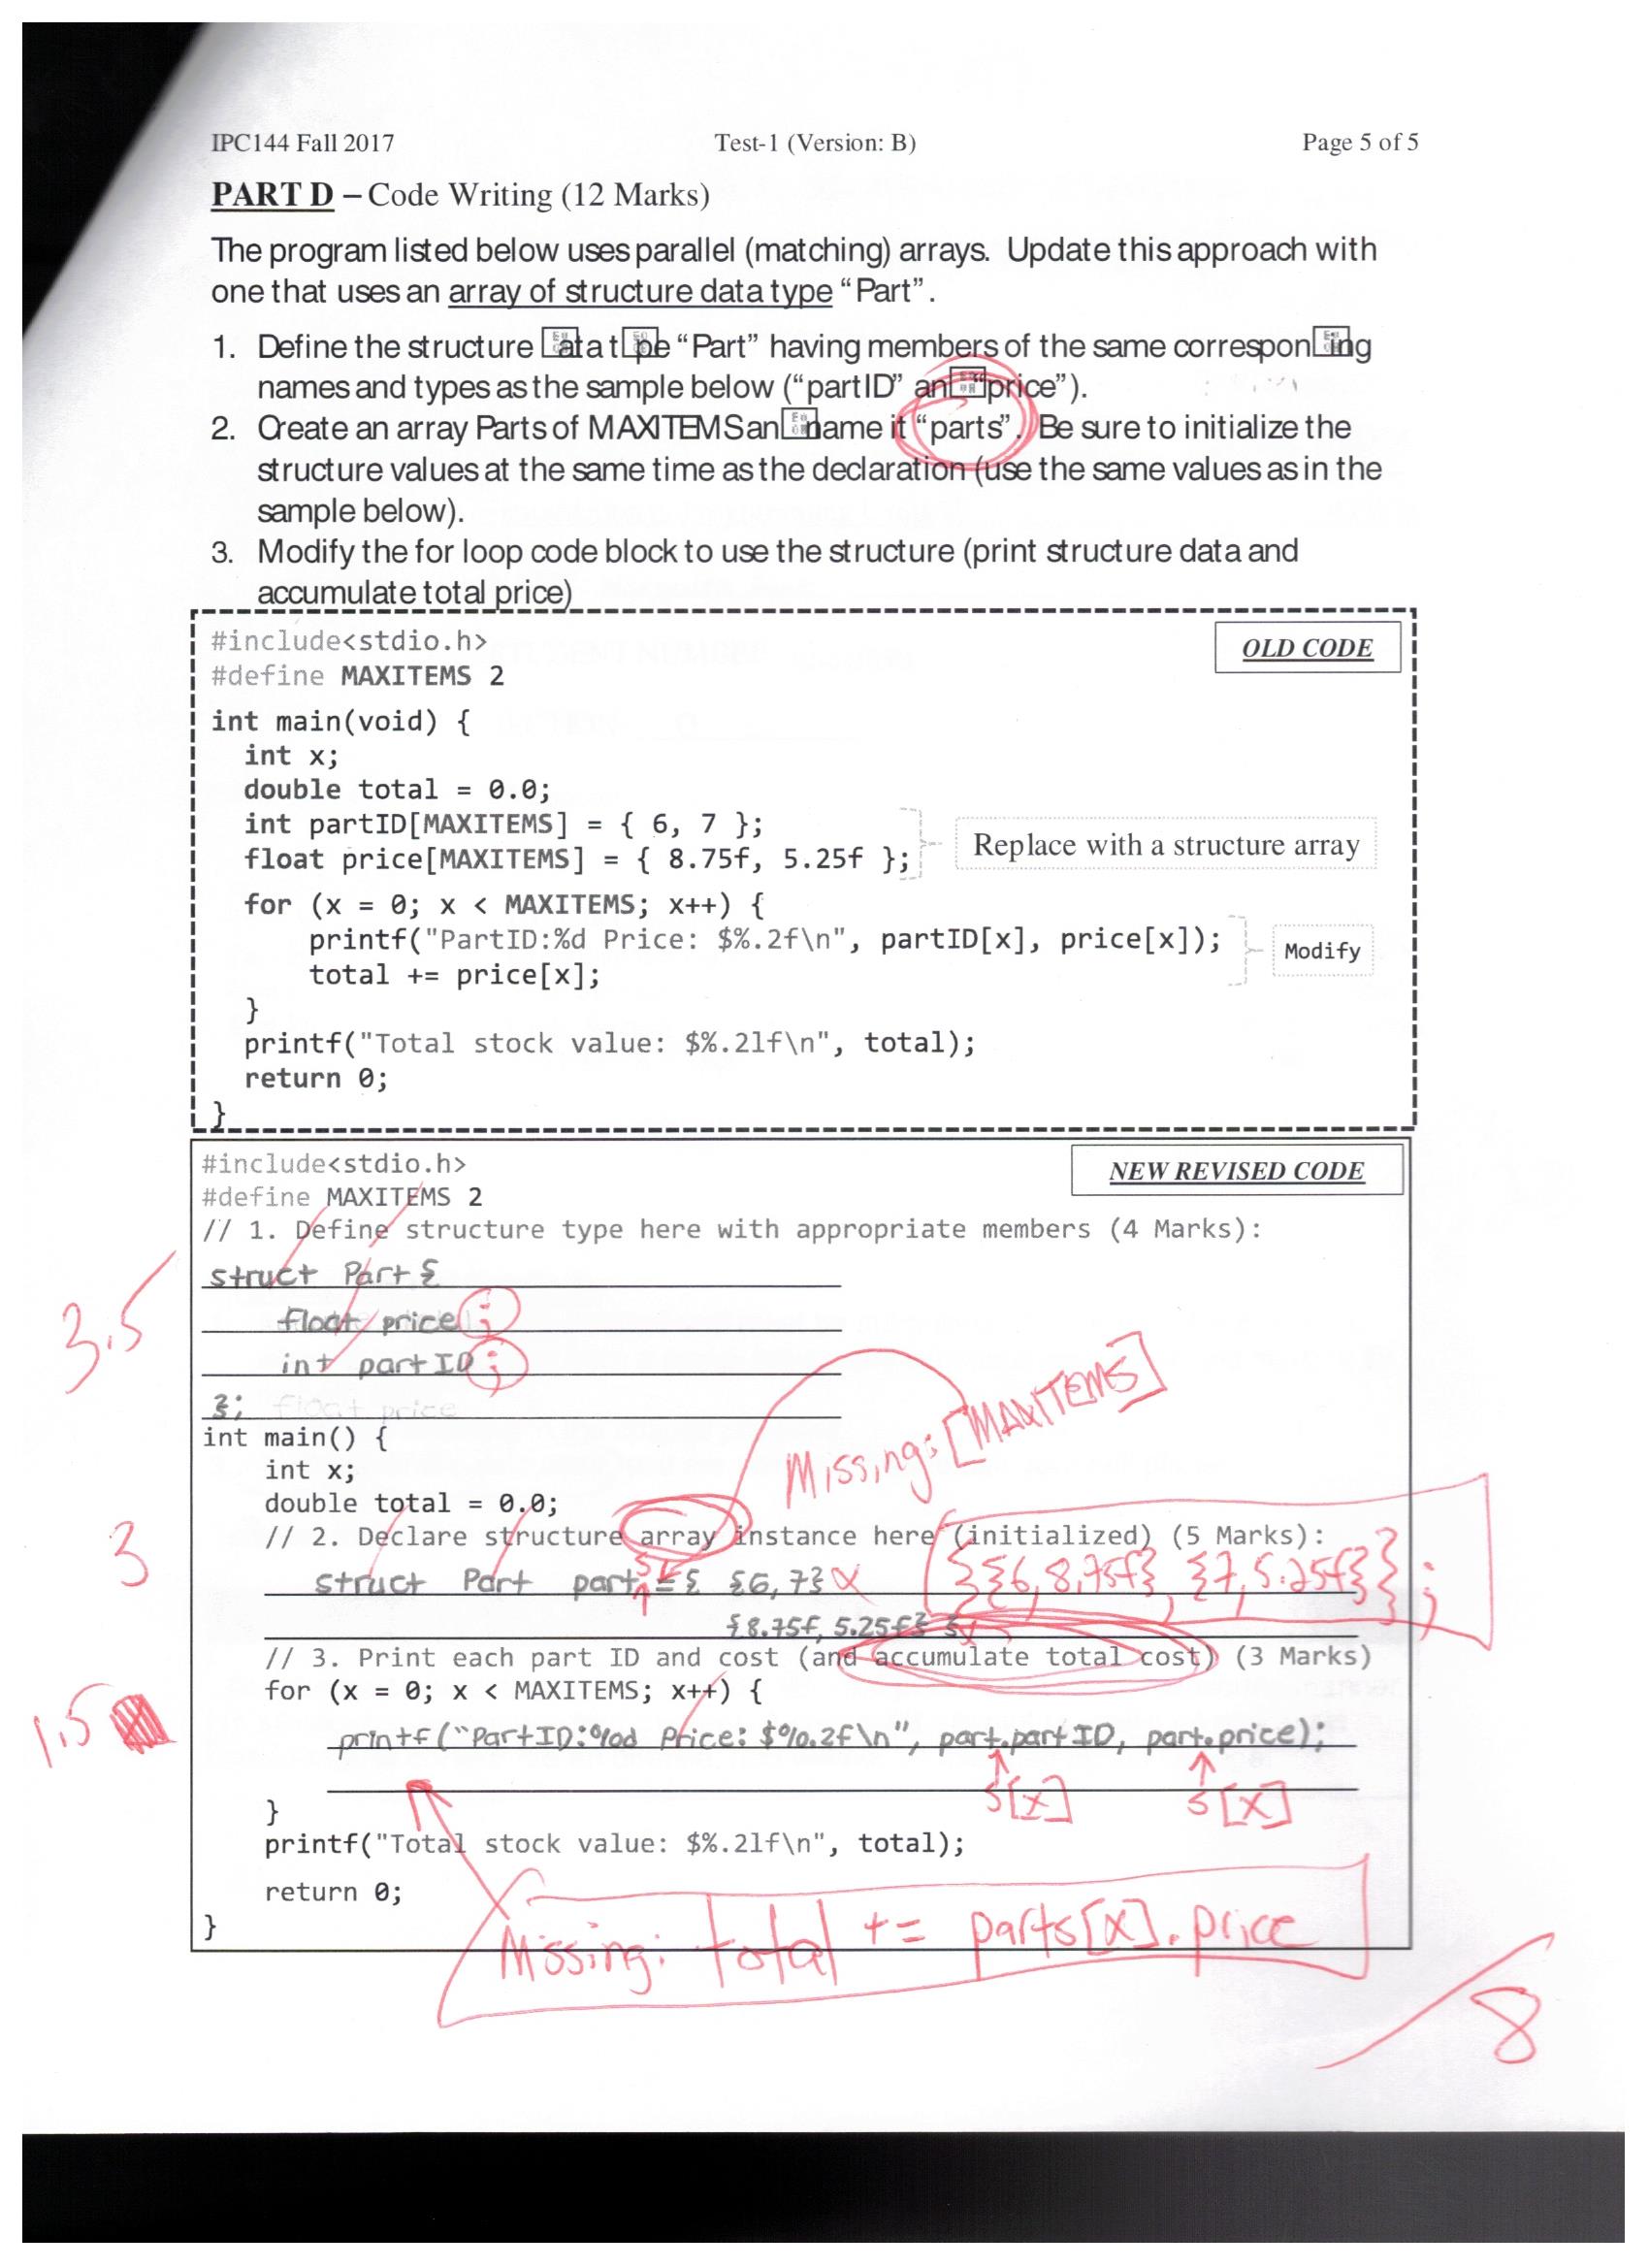 IPC144 Fall 2017 Test-1 (Version: B) Page 5 of 5
PART D – Code Writing (12 Marks)
The program listed below uses parallel (matching) arrays. Update this approach with
one that uses an array of structure data type “Part”.
1. Define the structure ata t pe “Part” having members of the same correspon ing
names and types as the sample below (“partID” an “price”).
2. Create an array Parts of MAXITEMS an name it “parts”. Be sure to initialize the
structure values at the same time as the declaration (use the same values as in the
sample below).
3. Modify the for loop code block to use the structure (print structure data and
accumulate total price)
#include<stdio.h>
OLD CODE
#define MAXITEMS 2
int main(void) {
int x;
double total = 0.0;
int partID[MAXITEMS] = { 6, 7 };
float price[MAXITEMS] = { 8.75f, 5.25f };
Replace with a structure array
for (x = 0; x < MAXITEMS; x++) {
printf("PartID:%d Price: $%.2f\n", partID[x], price[x]);
Modify
total += price[x];
}
printf("Total stock value: $%.2lf\n", total);
return 0;
}
#include<stdio.h>
NEW REVISED CODE
#define MAXITEMS 2
// 1. Define structure type here with appropriate members (4 Marks):
struct Part {
3.5
float price ;
int part ID ;
};
float price
int main() {
int x;
Missing: [MAXITEMS]
double total = 0.0;
3
// 2. Declare structure array instance here (initialized) (5 Marks):
struct Part part = { {6,7}
s
{{6,8.75f}, {7,5.25f}};
{8.75f, 5.25f} }
// 3. Print each part ID and cost (and accumulate total cost) (3 Marks)
for (x = 0; x < MAXITEMS; x++) {
1.5
printf("PartID:%d Price: $%.2f\n", part.part ID, part.price);
s[x] s[x]
}
printf("Total stock value: $%.2lf\n", total);
return 0;
}
Missing: total += parts[x].price
8